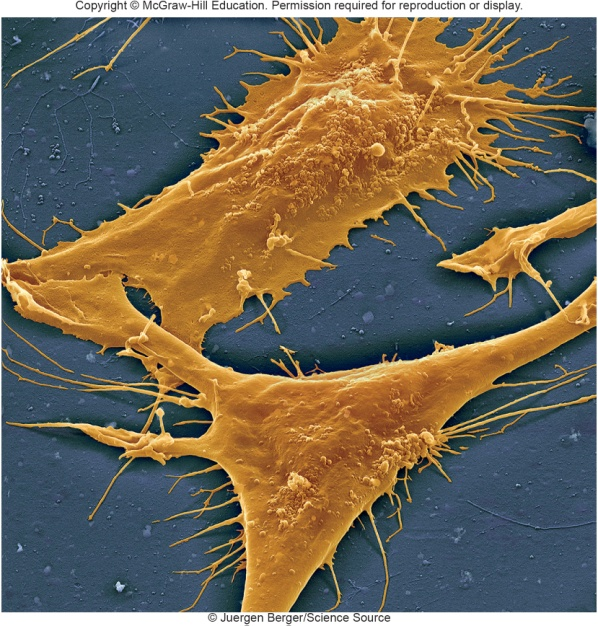 Copyright © McGraw-Hill Education. Permission required for reproduction or display.
© Juergen Berger/Science Source